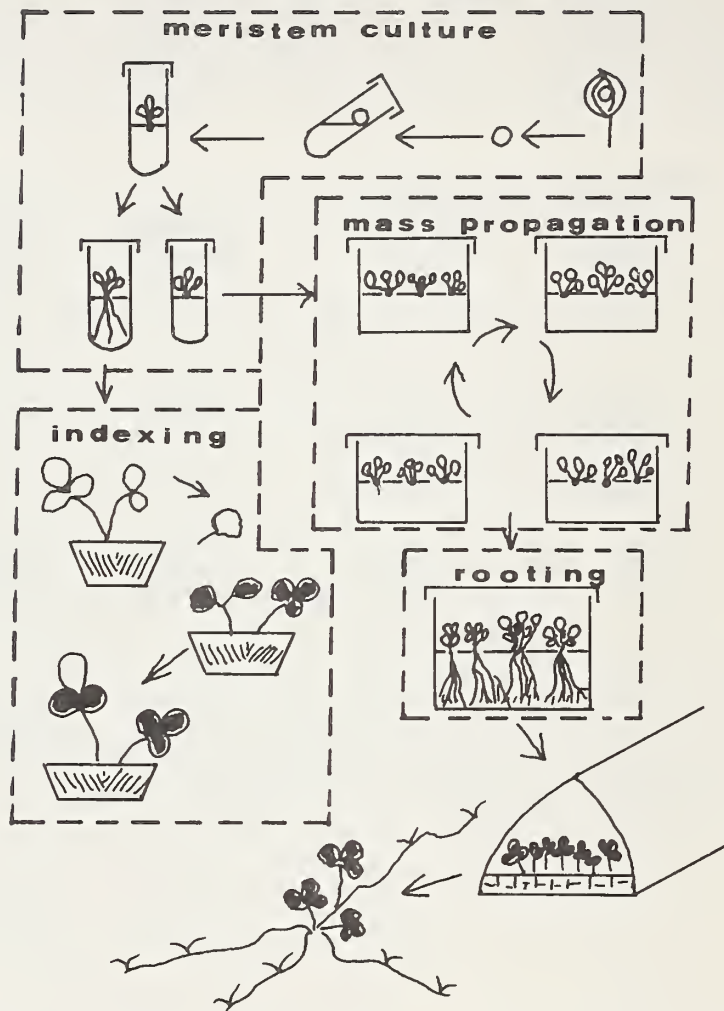 meristem culture
mass propagation
indexing
rooting